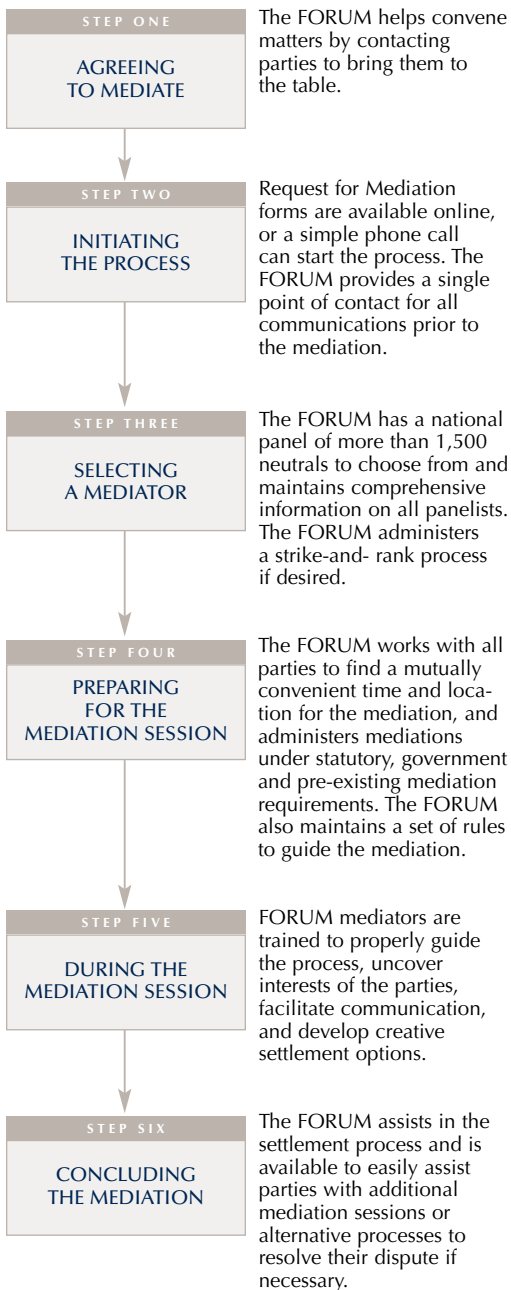 STEP ONE
AGREEING
TO MEDIATE
The FORUM helps convene
matters by contacting
parties to bring them to
the table.
STEP TWO
INITIATING
THE PROCESS
Request for Mediation
forms are available online,
or a simple phone call
can start the process. The
FORUM provides a single
point of contact for all
communications prior to
the mediation.
STEP THREE
SELECTING
A MEDIATOR
The FORUM has a national
panel of more than 1,500
neutrals to choose from and
maintains comprehensive
information on all panelists.
The FORUM administers
a strike-and- rank process
if desired.
STEP FOUR
PREPARING
FOR THE
MEDIATION SESSION
The FORUM works with all
parties to find a mutually
convenient time and loca-
tion for the mediation, and
administers mediations
under statutory, government
and pre-existing mediation
requirements. The FORUM
also maintains a set of rules
to guide the mediation.
STEP FIVE
DURING THE
MEDIATION SESSION
FORUM mediators are
trained to properly guide
the process, uncover
interests of the parties,
facilitate communication,
and develop creative
settlement options.
STEP SIX
CONCLUDING
THE MEDIATION
The FORUM assists in the
settlement process and is
available to easily assist
parties with additional
mediation sessions or
alternative processes to
resolve their dispute if
necessary.